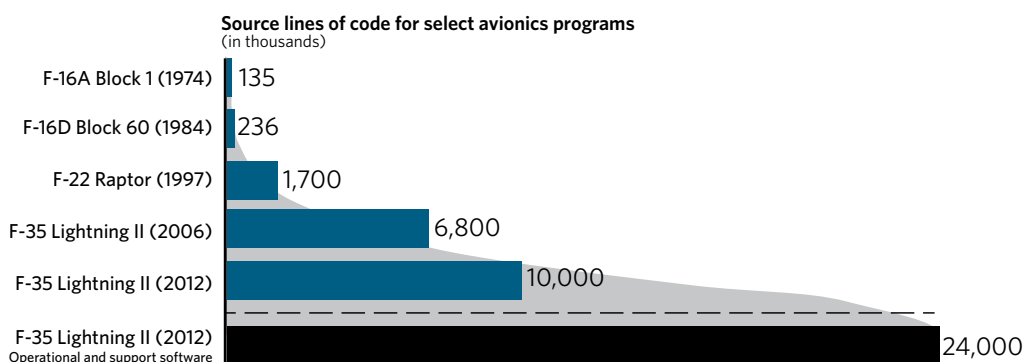 Source lines of code for select avionics programs
(in thousands)
F-16A Block 1 (1974) 135
F-16D Block 60 (1984) 236
F-22 Raptor (1997) 1,700
F-35 Lightning II (2006) 6,800
F-35 Lightning II (2012) 10,000
F-35 Lightning II (2012)
Operational and support software 24,000